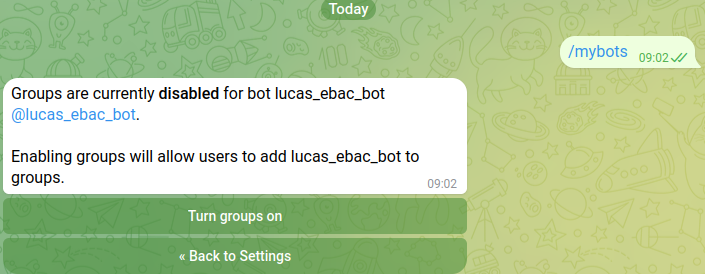 Today
/mybots
09:02
Groups are currently disabled for bot lucas_ebac_bot
@lucas_ebac_bot.
Enabling groups will allow users to add lucas_ebac_bot to
groups.
09:02
Turn groups on
« Back to Settings